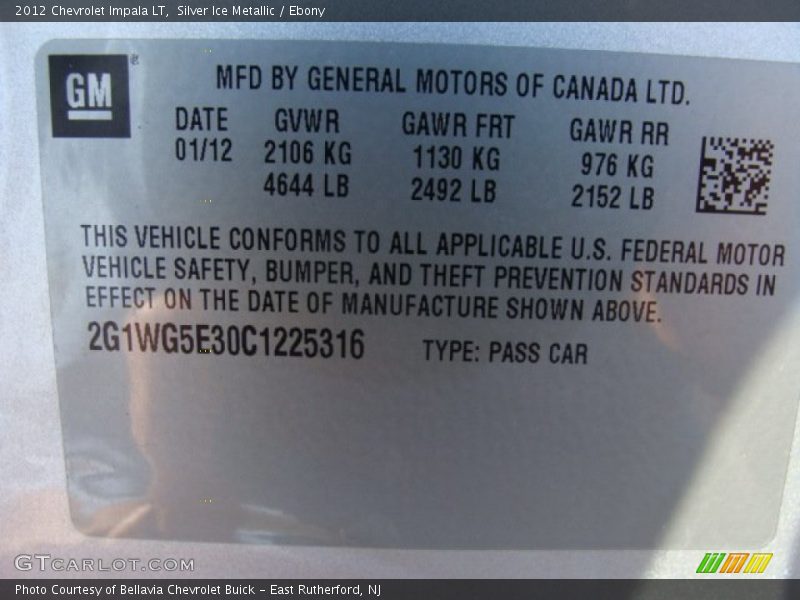 2012 Chevrolet Impala LT, Silver Ice Metallic / Ebony
GM
MFD BY GENERAL MOTORS OF CANADA LTD.
DATE GVWR GAWR FRT GAWR RR
01/12 2106 KG 1130 KG 976 KG
4644 LB 2492 LB 2152 LB
THIS VEHICLE CONFORMS TO ALL APPLICABLE U.S. FEDERAL MOTOR
VEHICLE SAFETY, BUMPER, AND THEFT PREVENTION STANDARDS IN
EFFECT ON THE DATE OF MANUFACTURE SHOWN ABOVE.
2G1WG5E30C1225316 TYPE: PASS CAR
GTCARLOT.COM
Photo Courtesy of Bellavia Chevrolet Buick - East Rutherford, NJ